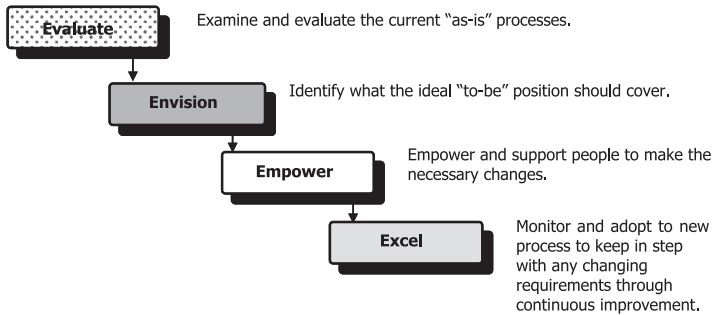 Evaluate
Examine and evaluate the current “as-is” processes.
Envision
Identify what the ideal “to-be” position should cover.
Empower
Empower and support people to make the
necessary changes.
Excel
Monitor and adopt to new
process to keep in step
with any changing
requirements through
continuous improvement.